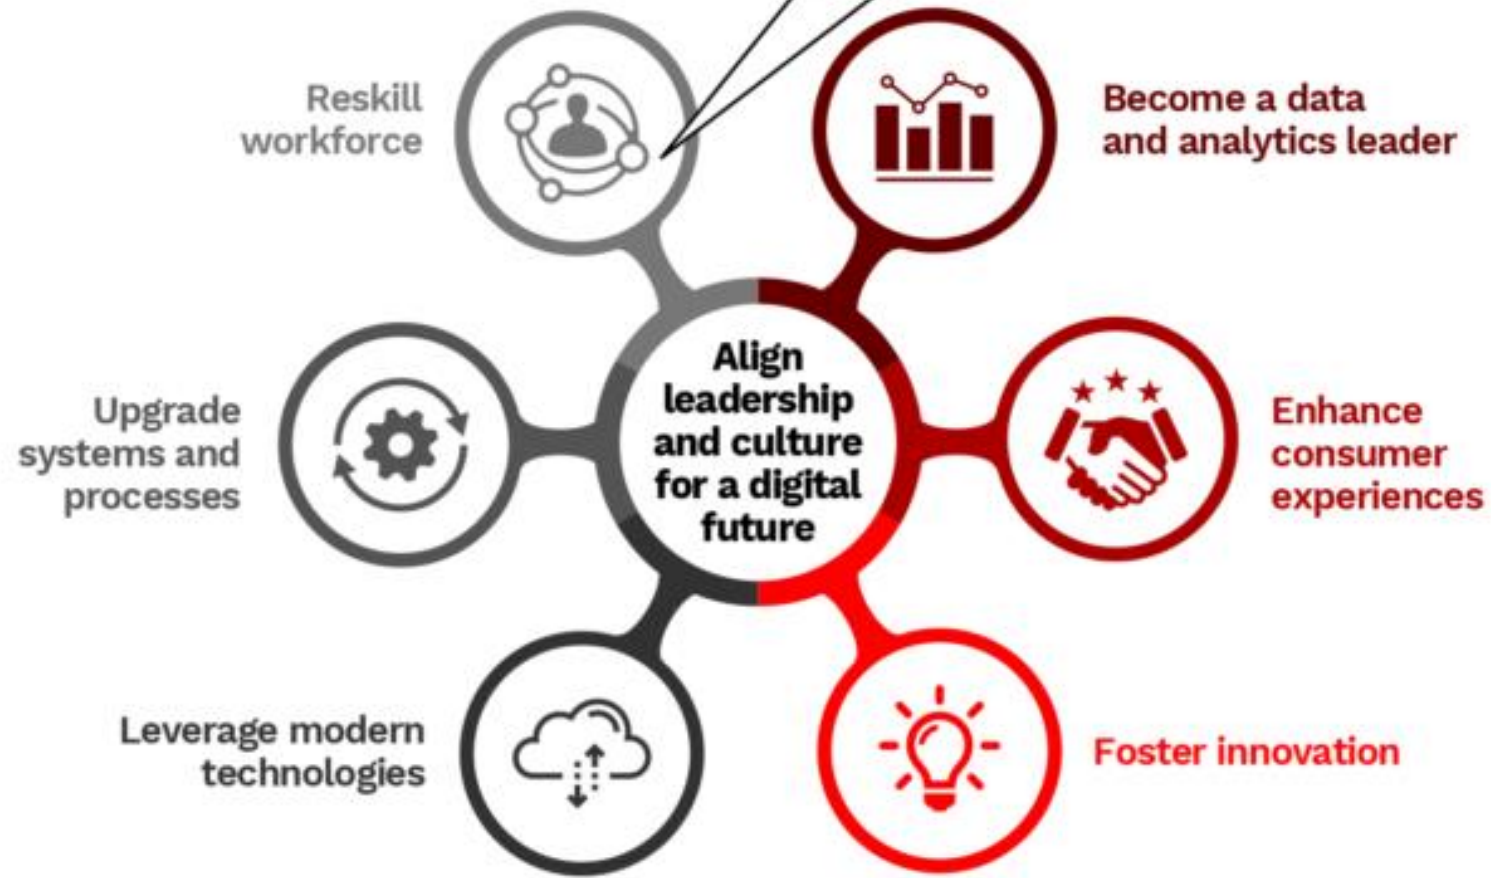 Reskill
workforce
Become a data
and analytics leader
Align
leadership
and culture
for a digital
future
Upgrade
systems and
processes
Enhance
consumer
experiences
Leverage modern
technologies
Foster innovation